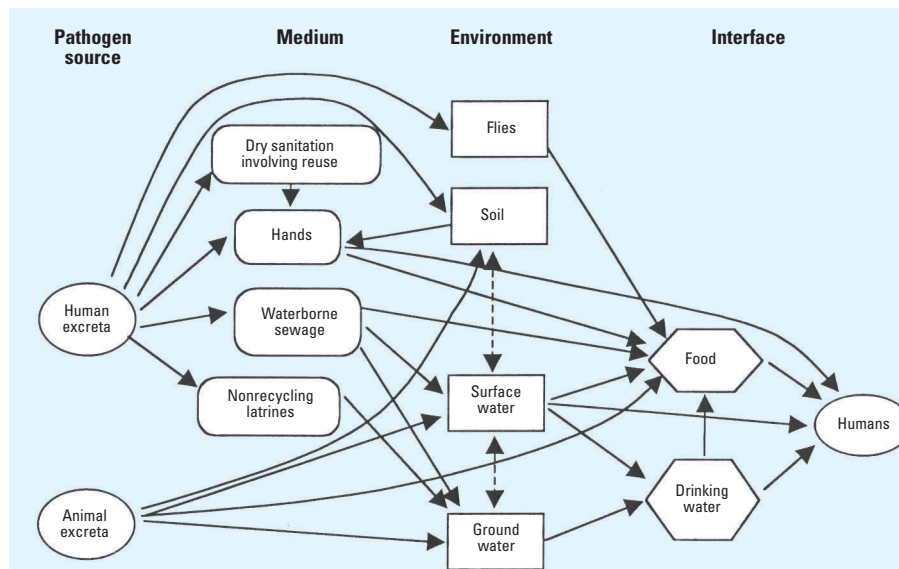 Pathogen
source
Medium
Environment
Interface
Flies
Dry sanitation
involving reuse
Soil
Hands
Human
excreta
Waterborne
sewage
Food
Nonrecycling
latrines
Surface
water
Humans
Animal
excreta
Drinking
water
Ground
water